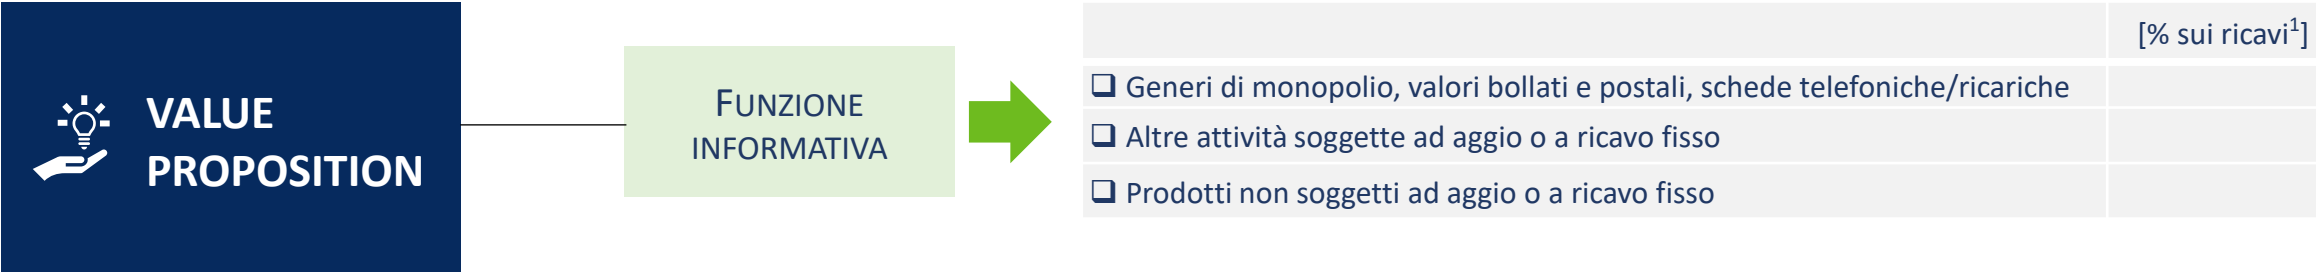 VALUE
PROPOSITION
FUNZIONE
INFORMATIVA
[% sui ricavi¹]
❑ Generi di monopolio, valori bollati e postali, schede telefoniche/ricariche
❑ Altre attività soggette ad aggio o a ricavo fisso
❑ Prodotti non soggetti ad aggio o a ricavo fisso